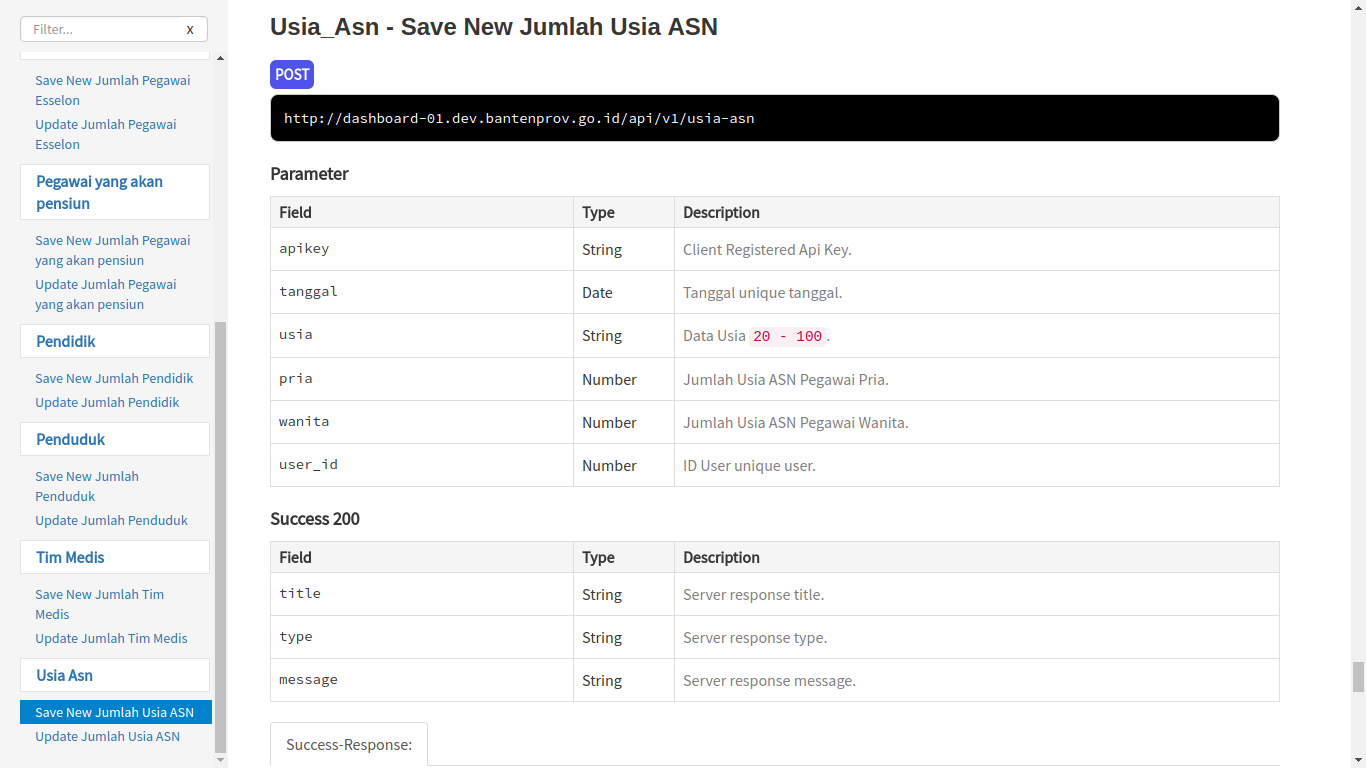 Filter... x
Save New Jumlah Pegawai
Esselon
Update Jumlah Pegawai
Esselon
Pegawai yang akan
pensiun
Save New Jumlah Pegawai
yang akan pensiun
Update Jumlah Pegawai
yang akan pensiun
Pendidik
Save New Jumlah Pendidik
Update Jumlah Pendidik
Penduduk
Save New Jumlah
Penduduk
Update Jumlah Penduduk
Tim Medis
Save New Jumlah Tim
Medis
Update Jumlah Tim Medis
Usia Asn
Save New Jumlah Usia ASN
Update Jumlah Usia ASN
Usia_Asn - Save New Jumlah Usia ASN
POST
http://dashboard-01.dev.bantenprov.go.id/api/v1/usia-asn
Parameter
Field Type Description
apikey String Client Registered Api Key.
tanggal Date Tanggal unique tanggal.
usia String Data Usia 20 - 100 .
pria Number Jumlah Usia ASN Pegawai Pria.
wanita Number Jumlah Usia ASN Pegawai Wanita.
user_id Number ID User unique user.
Success 200
Field Type Description
title String Server response title.
type String Server response type.
message String Server response message.
Success-Response: